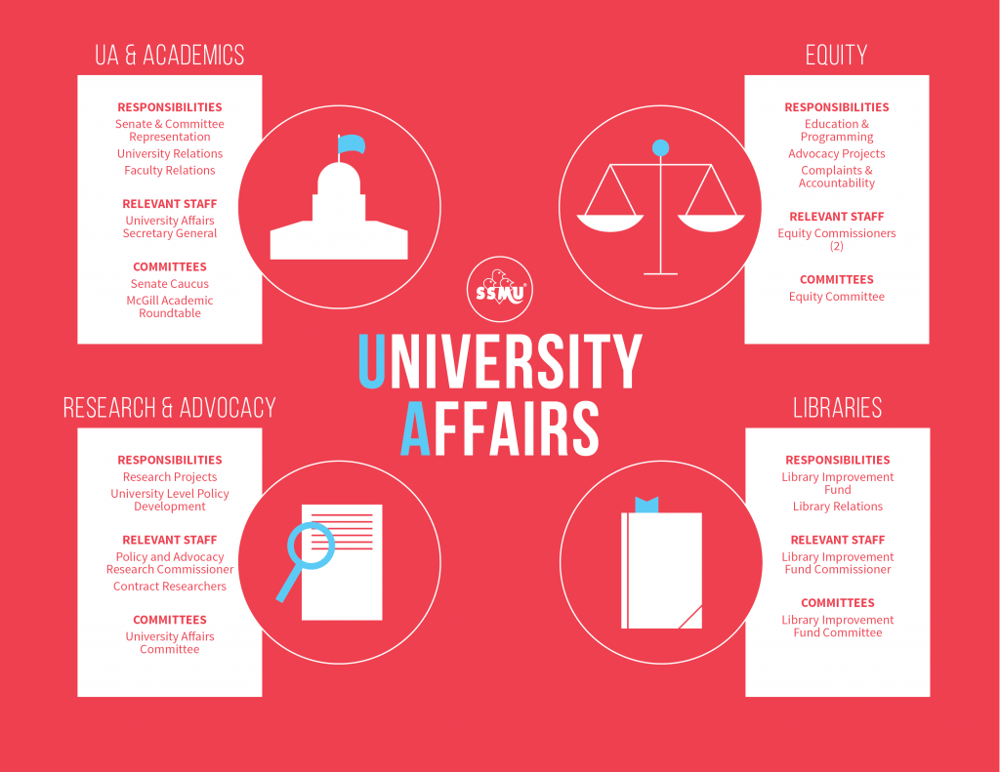 UA & ACADEMICS
RESPONSIBILITIES
Senate & Committee
Representation
University Relations
Faculty Relations
RELEVANT STAFF
University Affairs
Secretary General
COMMITTEES
Senate Caucus
McGill Academic
Roundtable
EQUITY
RESPONSIBILITIES
Education &
Programming
Advocacy Projects
Complaints &
Accountability
RELEVANT STAFF
Equity Commissioners
(2)
COMMITTEES
Equity Committee
SSMU
UNIVERSITY
AFFAIRS
RESEARCH & ADVOCACY
RESPONSIBILITIES
Research Projects
University Level Policy
Development
RELEVANT STAFF
Policy and Advocacy
Research Commissioner
Contract Researchers
COMMITTEES
University Affairs
Committee
LIBRARIES
RESPONSIBILITIES
Library Improvement
Fund
Library Relations
RELEVANT STAFF
Library Improvement
Fund Commissioner
COMMITTEES
Library Improvement
Fund Committee